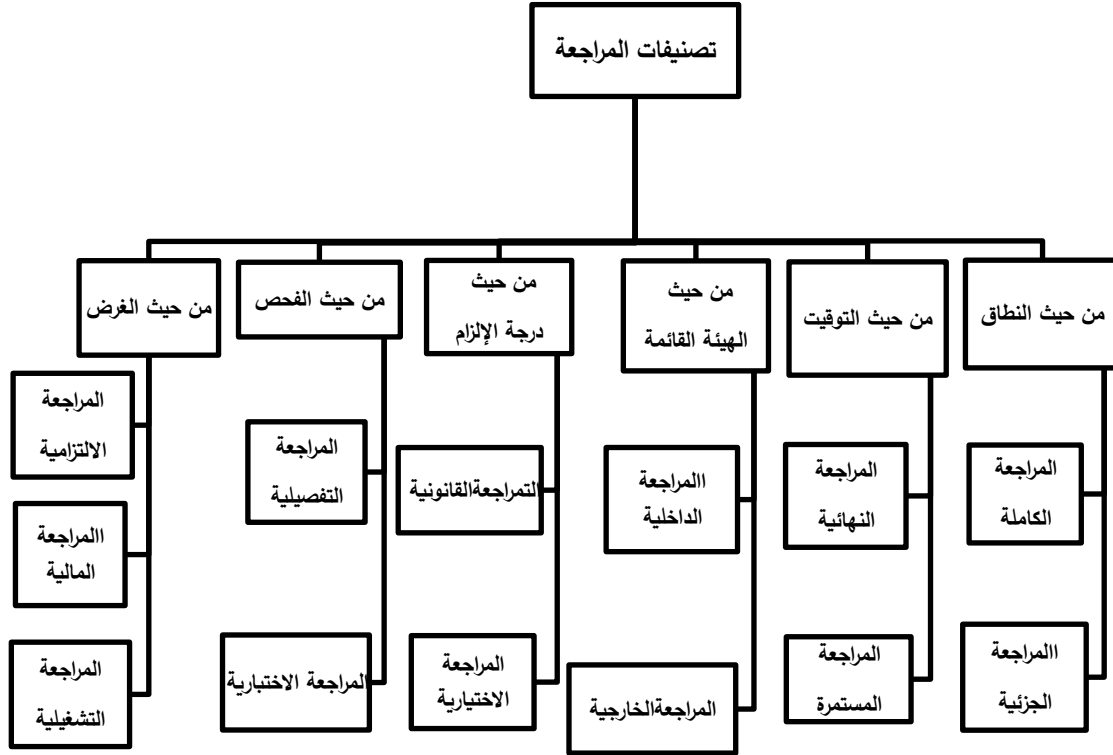 تصنيفات المراجعة
من حيث النطاق
من حيث التوقيت
من حيث
الهيئة القائمة
من حيث
درجة الإلزام
من حيث الفحص
من حيث الغرض
المراجعة
الكاملة
االمراجعة
الجزئية
المراجعة
النهائية
المراجعة
المستمرة
االمراجعة
الداخلية
المراجعةالخارجية
التمراجعةالقانونية
المراجعة
الاختيارية
المراجعة
التفصيلية
المراجعة الاختبارية
المراجعة
الالتزامية
االمراجعة
المالية
المراجعة
التشغيلية